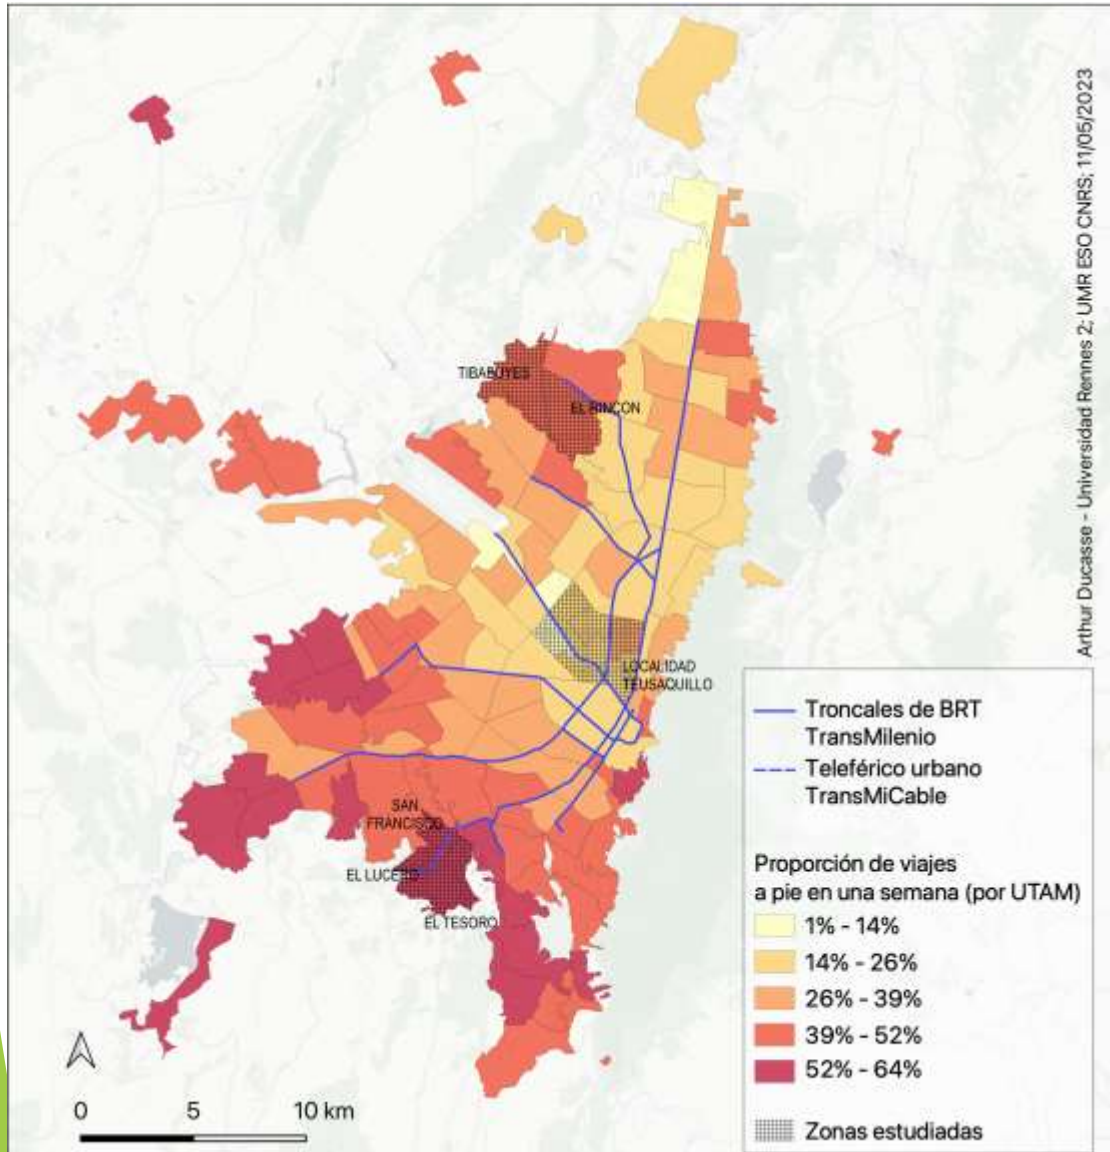 Arthur Ducasse - Universidad Rennes 2; UMR ESO CNRS; 11/05/2023
TIBABUYES
EL RINCON
LOCALIDAD
TEUSAQUILLO
SAN
FRANCISCO
EL LUCERO
EL TESORO
Troncales de BRT
TransMilenio
Teleférico urbano
TransMiCable
Proporción de viajes
a pie en una semana (por UTAM)
1% - 14%
14% - 26%
26% - 39%
39% - 52%
52% - 64%
Zonas estudiadas
0 5 10 km